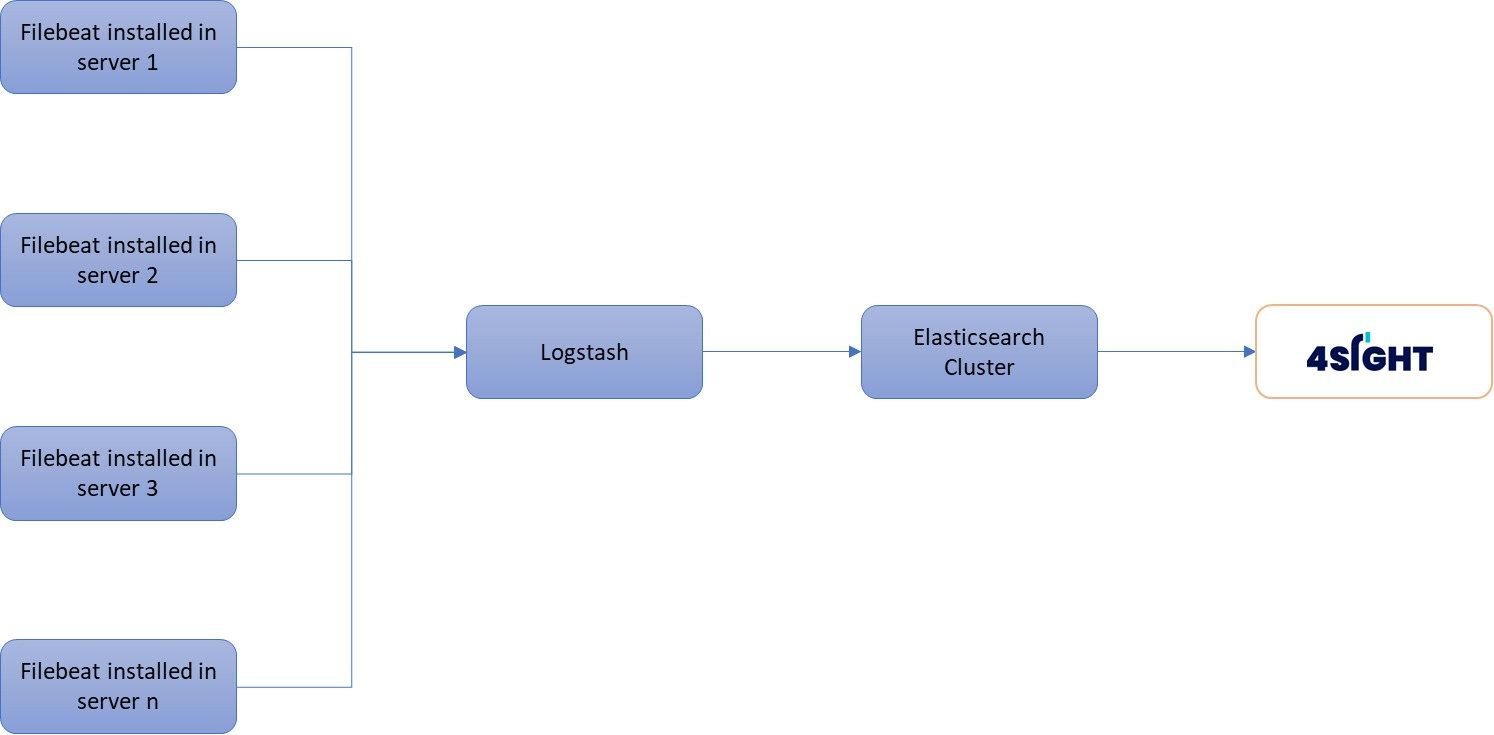 Filebeat installed in
server 1
Filebeat installed in
server 2
Filebeat installed in
server 3
Filebeat installed in
server n
Logstash
Elasticsearch
Cluster
4SIGHT